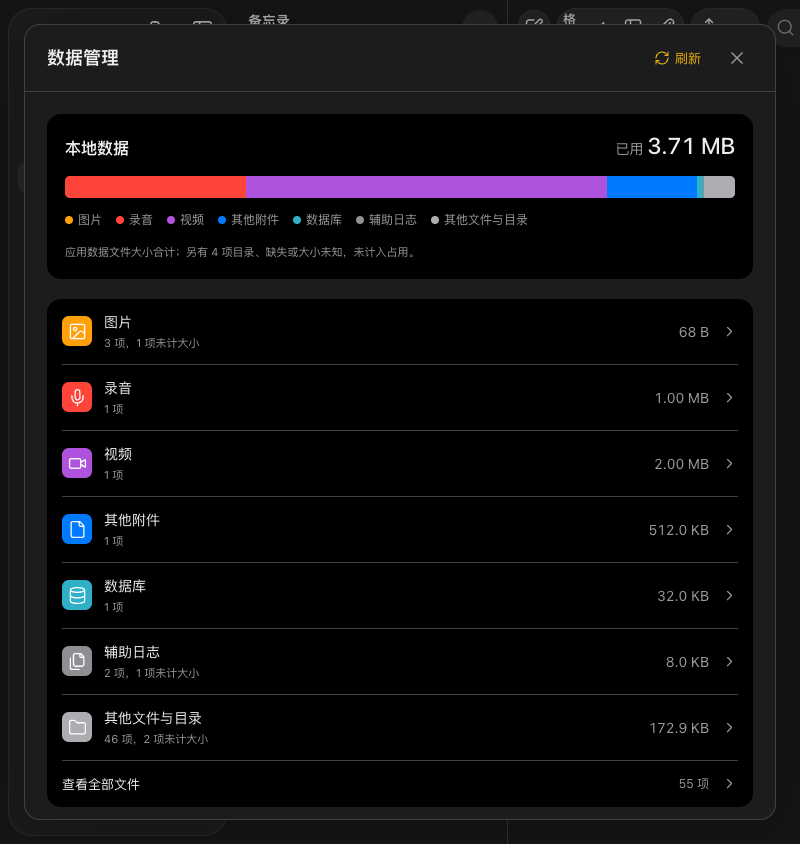 备忘录
格
数据管理
刷新
本地数据
已用 3.71 MB
图片 录音 视频 其他附件 数据库 辅助日志 其他文件与目录
应用数据文件大小合计；另有 4 项目录、缺失或大小未知，未计入占用。
图片
3 项，1 项未计大小
68 B
录音
1 项
1.00 MB
视频
1 项
2.00 MB
其他附件
1 项
512.0 KB
数据库
1 项
32.0 KB
辅助日志
2 项，1 项未计大小
8.0 KB
其他文件与目录
46 项，2 项未计大小
172.9 KB
查看全部文件
55 项